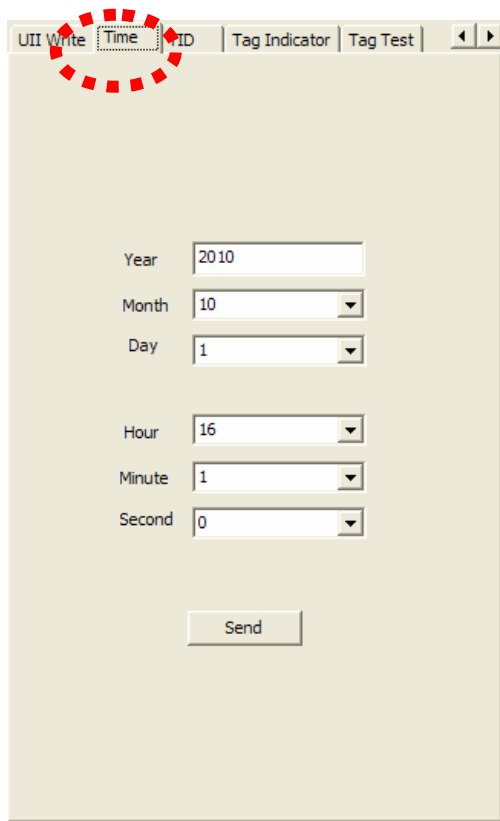 UII Write Time TID Tag Indicator Tag Test
Year 2010
Month 10
Day 1
Hour 16
Minute 1
Second 0
Send